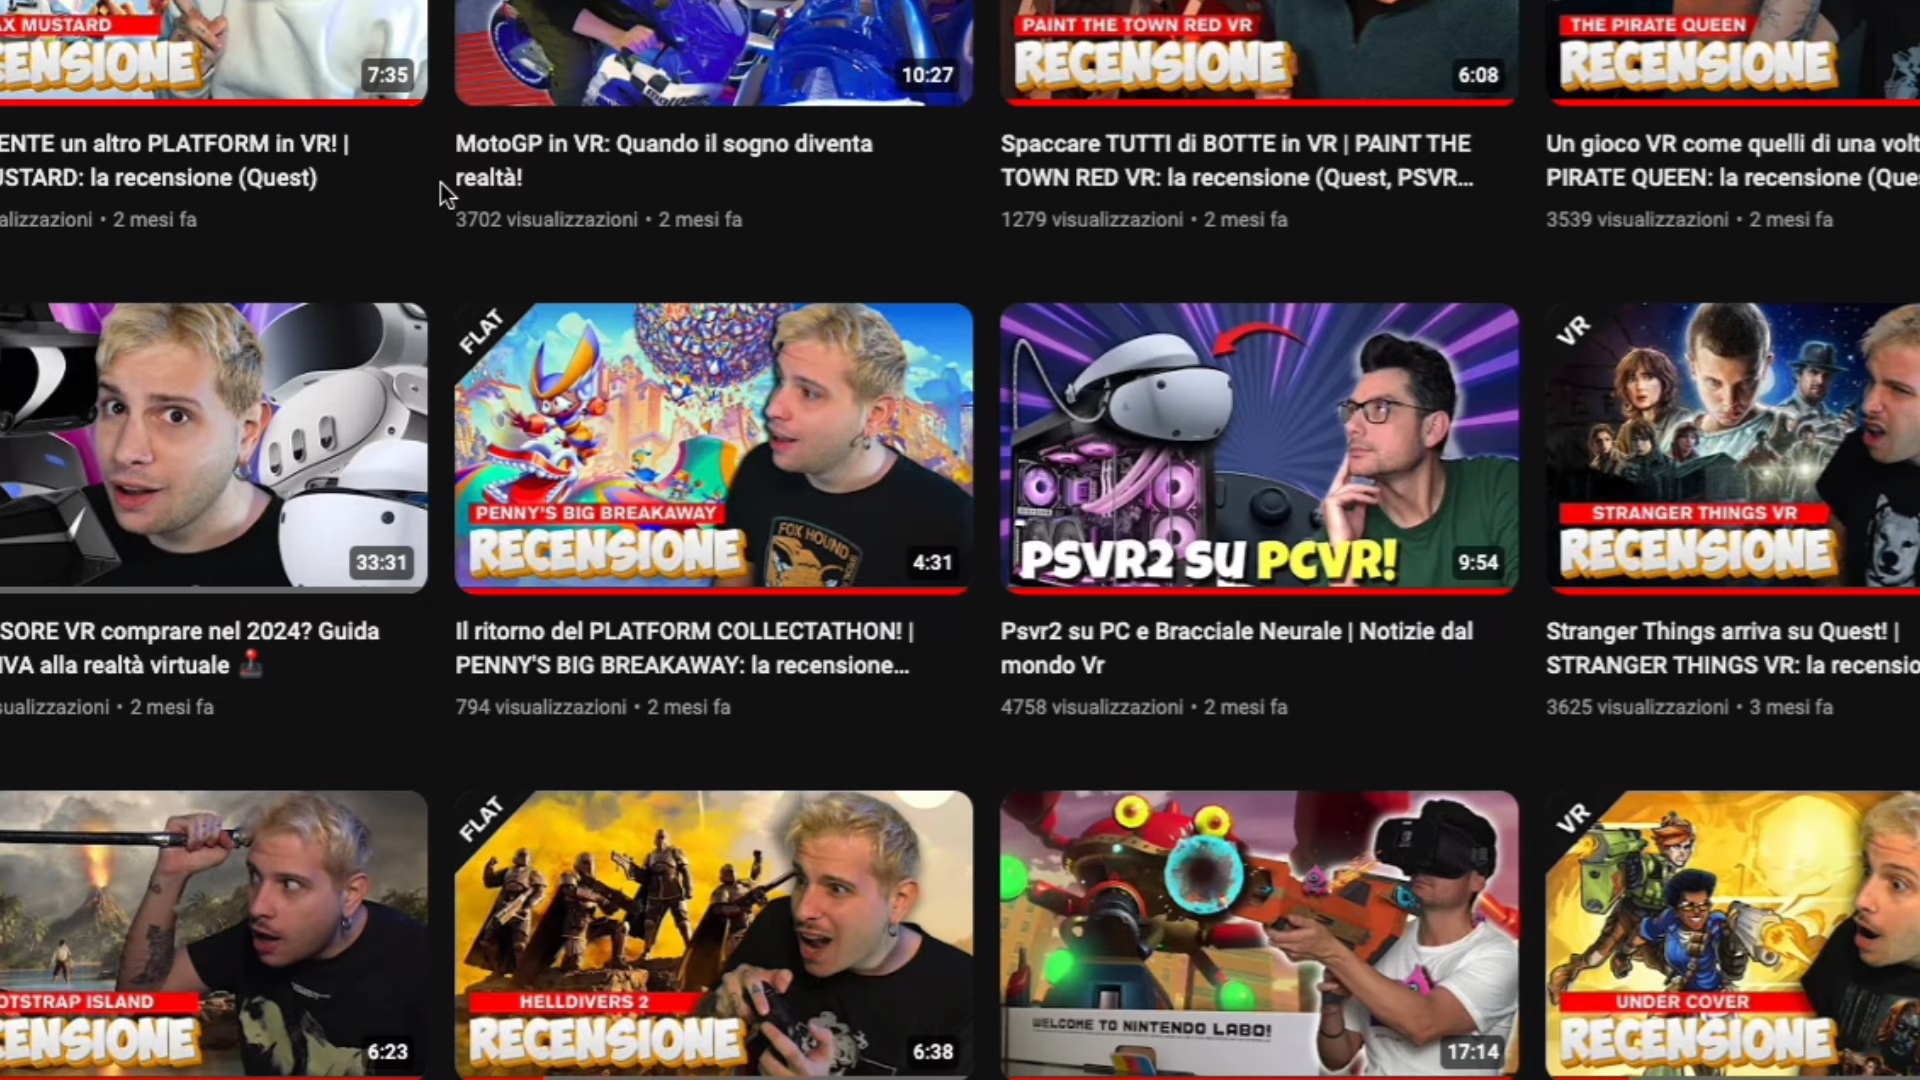 AX MUSTARD
CENSIONE
7:35
10:27
PAINT THE TOWN RED VR
RECENSIONE
6:08
THE PIRATE QUEEN
RECENSIONE
ENTE un altro PLATFORM in VR! |
USTARD: la recensione (Quest)
alizzazioni • 2 mesi fa
MotoGP in VR: Quando il sogno diventa
realtà!
3702 visualizzazioni • 2 mesi fa
Spaccare TUTTI di BOTTE in VR | PAINT THE
TOWN RED VR: la recensione (Quest, PSVR...
1279 visualizzazioni • 2 mesi fa
Un gioco VR come quelli di una volt
PIRATE QUEEN: la recensione (Que
3539 visualizzazioni • 2 mesi fa
33:31
FLAT
PENNY'S BIG BREAKAWAY
RECENSIONE
FOX HOUND
4:31
PSVR2 SU PCVR!
9:54
VR
STRANGER THINGS VR
RECENSIONE
SORE VR comprare nel 2024? Guida
IVA alla realtà virtuale 🕹️
sualizzazioni • 2 mesi fa
Il ritorno del PLATFORM COLLECTATHON! |
PENNY'S BIG BREAKAWAY: la recensione...
794 visualizzazioni • 2 mesi fa
Psvr2 su PC e Bracciale Neurale | Notizie dal
mondo Vr
4758 visualizzazioni • 2 mesi fa
Stranger Things arriva su Quest! |
STRANGER THINGS VR: la recensio
3625 visualizzazioni • 3 mesi fa
OTSTRAP ISLAND
CENSIONE
6:23
FLAT
HELLDIVERS 2
RECENSIONE
6:38
WELCOME TO NINTENDO LABO!
17:14
VR
UNDER COVER
RECENSIONE